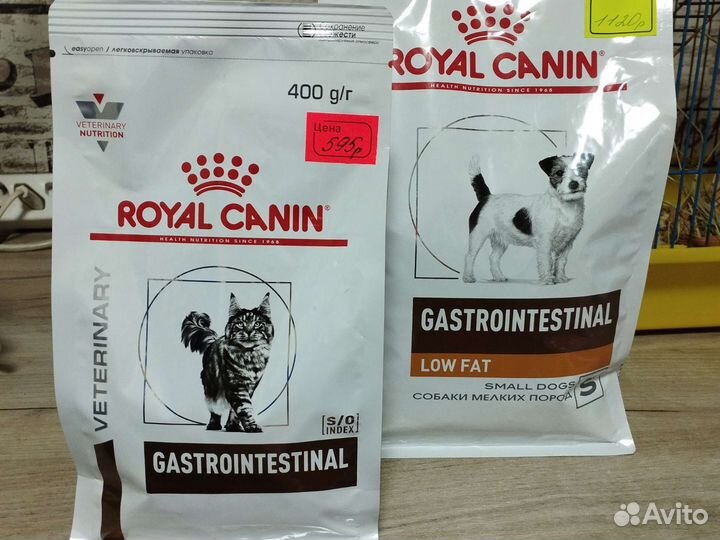 easyopen / легковскрываемая упаковка
400 g/г
VETERINARY
NUTRITION
Цена
595р
ROYAL CANIN
HEALTH NUTRITION SINCE 1968
VETERINARY
S/O
INDEX
GASTROINTESTINAL
1120р
ROYAL CANIN
HEALTH NUTRITION SINCE 1968
GASTROINTESTINAL
LOW FAT
SMALL DOGS
СОБАКИ МЕЛКИХ ПОРОД
S
Avito